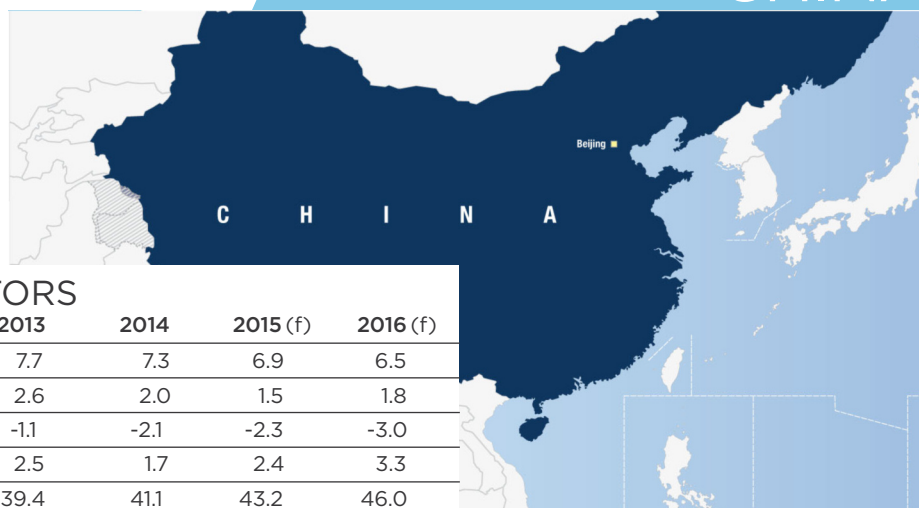 Beijing
C H I N A
TORS
2013 2014 2015 (f) 2016 (f)
7.7 7.3 6.9 6.5
2.6 2.0 1.5 1.8
-1.1 -2.1 -2.3 -3.0
2.5 1.7 2.4 3.3
39.4 41.1 43.2 46.0